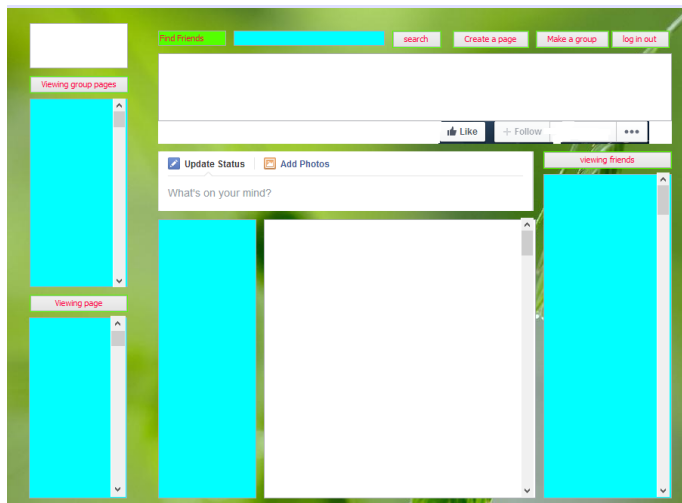 Find Friends
search
Create a page
Make a group
log in out
Viewing group pages
Like
+ Follow
•••
viewing friends
Update Status
Add Photos
What's on your mind?
Viewing page